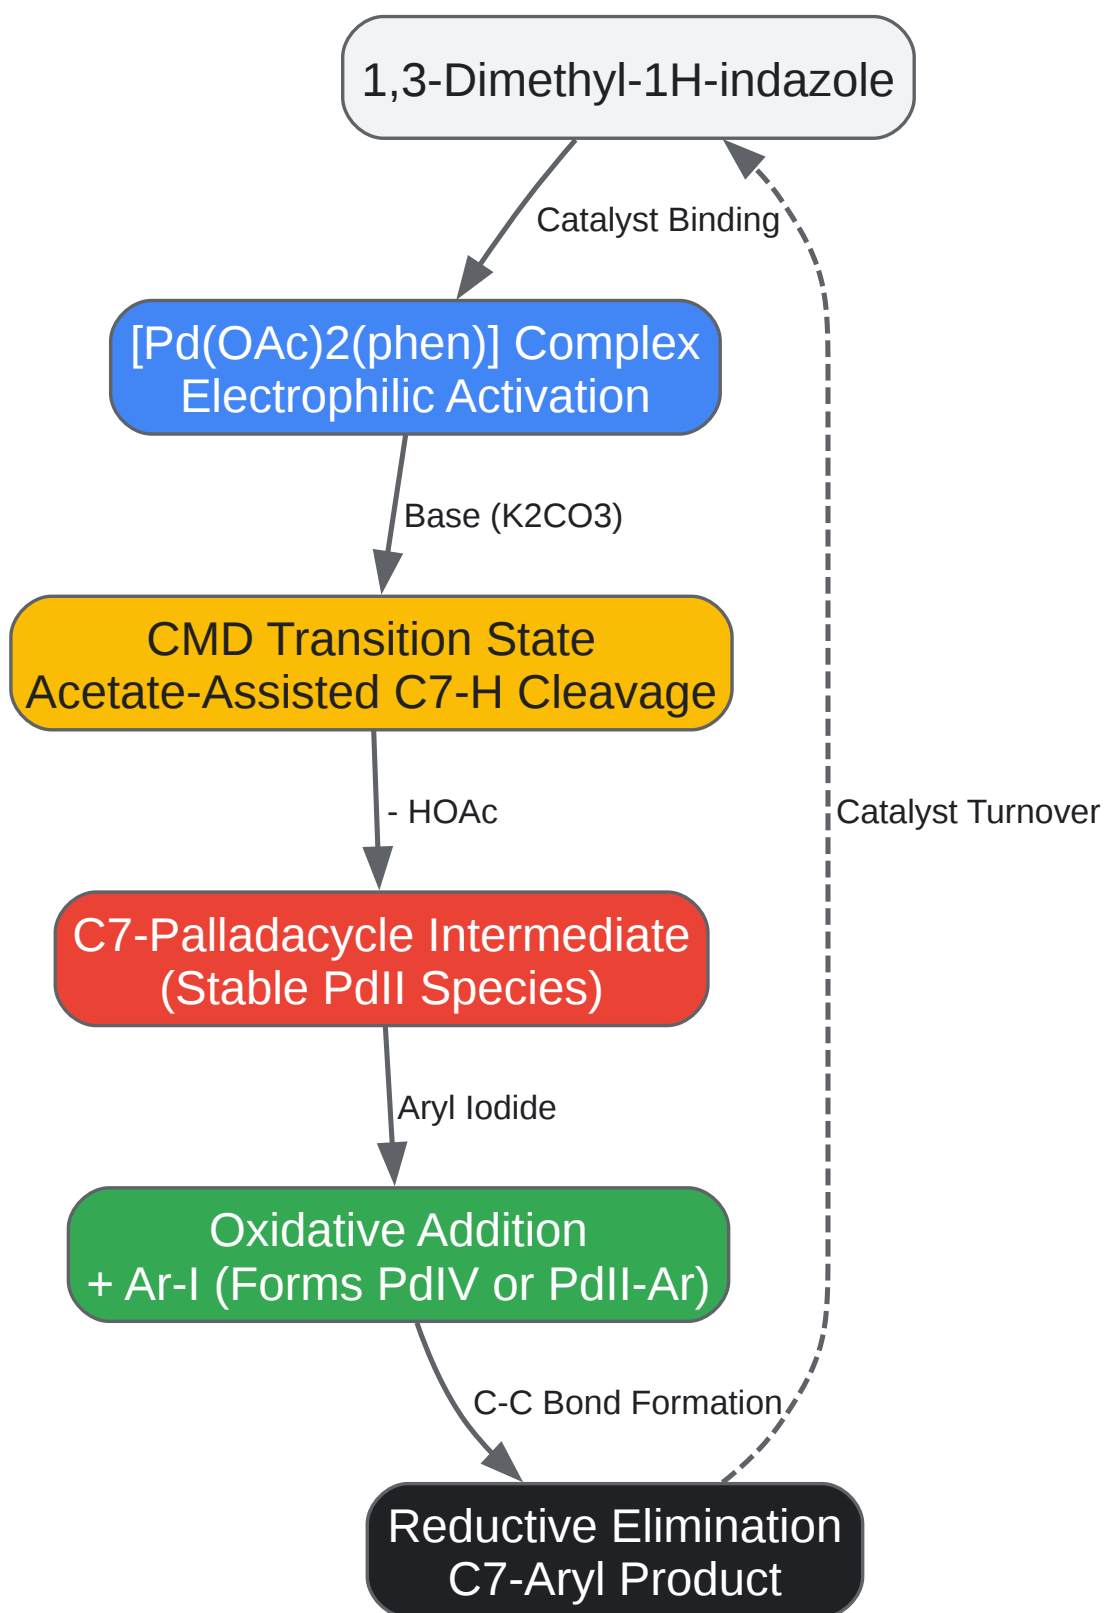 1,3-Dimethyl-1H-indazole
Catalyst Binding
[Pd(OAc)2(phen)] Complex
Electrophilic Activation
Base (K2CO3)
CMD Transition State
Acetate-Assisted C7-H Cleavage
- HOAc
Catalyst Turnover
C7-Palladacycle Intermediate
(Stable PdII Species)
Aryl Iodide
Oxidative Addition
+ Ar-I (Forms PdIV or PdII-Ar)
C-C Bond Formation
Reductive Elimination
C7-Aryl Product